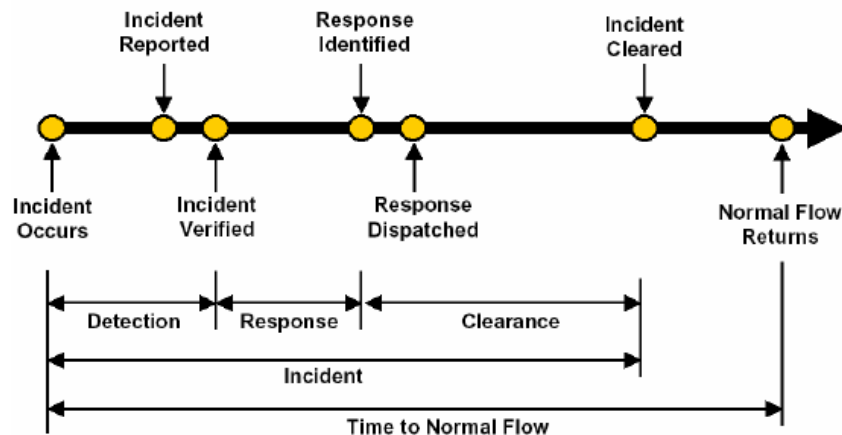 Incident
Reported
Response
Identified
Incident
Cleared
Incident
Occurs
Incident
Verified
Response
Dispatched
Normal Flow
Returns
Detection
Response
Clearance
Incident
Time to Normal Flow